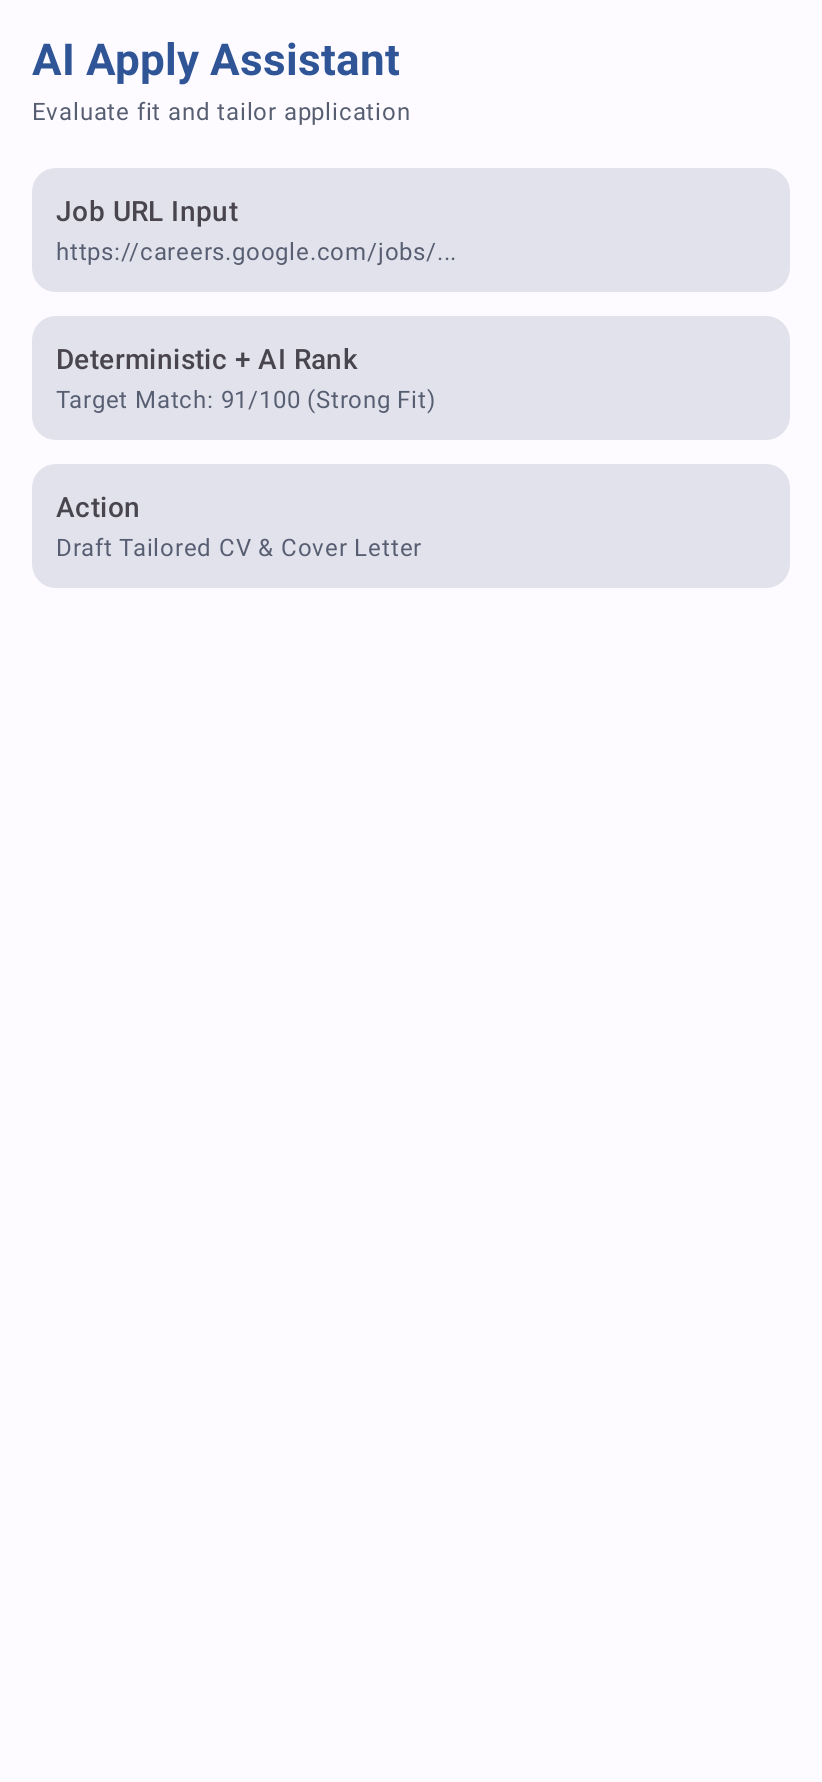 AI Apply Assistant
Evaluate fit and tailor application
Job URL Input
https://careers.google.com/jobs/...
Deterministic + AI Rank
Target Match: 91/100 (Strong Fit)
Action
Draft Tailored CV & Cover Letter